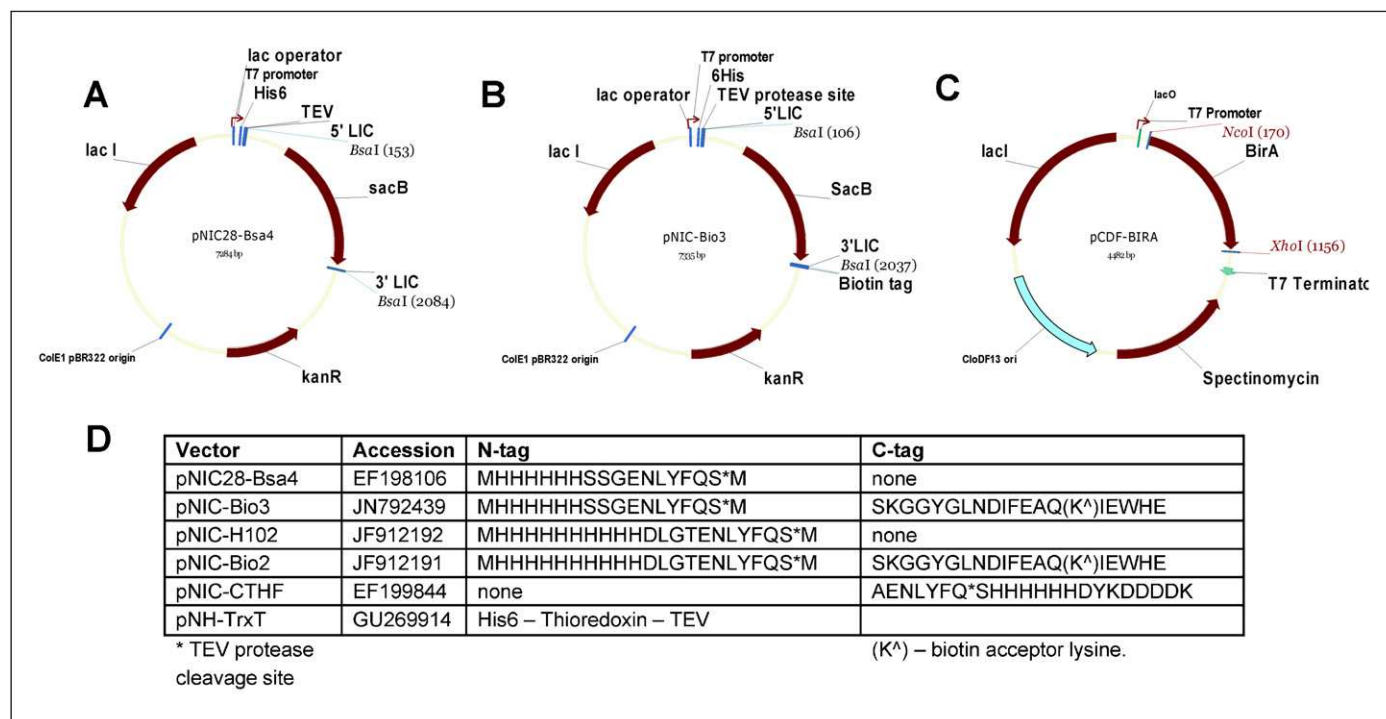 A
lac operator
T7 promoter
His6
TEV
5' LIC
BsaI (153)
lac I
sacB
pNIC28-Bsa4
7284 bp
3' LIC
BsaI (2084)
ColE1 pBR322 origin
kanR
B
T7 promoter
6His
lac operator
TEV protease site
5'LIC
BsaI (106)
lac I
SacB
pNIC-Bio3
7335 bp
3'LIC
BsaI (2037)
Biotin tag
ColE1 pBR322 origin
kanR
C
lacO
T7 Promoter
NcoI (170)
BirA
lacI
pCDF-BIRA
4482 bp
XhoI (1156)
T7 Terminato
CloDF13 ori
Spectinomycin
D
Vector Accession N-tag C-tag
pNIC28-Bsa4 EF198106 MHHHHHHSSGENLYFQS*M none
pNIC-Bio3 JN792439 MHHHHHHSSGENLYFQS*M SKGGYGLNDIFEAQ(K^)IEWHE
pNIC-H102 JF912192 MHHHHHHHHHHDLGTENLYFQS*M none
pNIC-Bio2 JF912191 MHHHHHHHHHHDLGTENLYFQS*M SKGGYGLNDIFEAQ(K^)IEWHE
pNIC-CTHF EF199844 none AENLYFQ*SHHHHHHDYKDDDDK
pNH-TrxT GU269914 His6 – Thioredoxin – TEV
* TEV protease (K^) – biotin acceptor lysine.
cleavage site